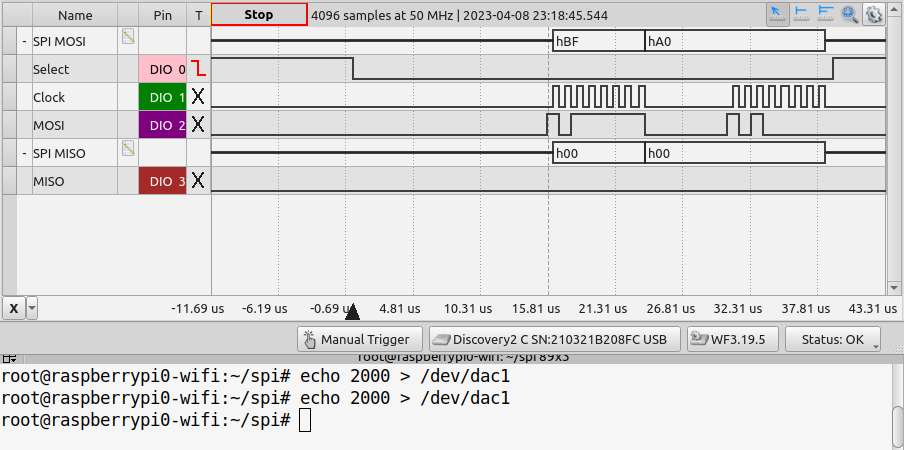 Name Pin T Stop 4096 samples at 50 MHz | 2023-04-08 23:18:45.544
- SPI MOSI hBF hA0
Select DIO 0
Clock DIO 1 X
MOSI DIO 2 X
- SPI MISO h00 h00
MISO DIO 3 X
X -11.69 us -6.19 us -0.69 us 4.81 us 10.31 us 15.81 us 21.31 us 26.81 us 32.31 us 37.81 us 43.31 us
Manual Trigger Discovery2 C SN:210321B208FC USB WF3.19.5 Status: OK
root@raspberrypi0-wifi: ~/spi 89x3
root@raspberrypi0-wifi:~/spi# echo 2000 > /dev/dac1
root@raspberrypi0-wifi:~/spi# echo 2000 > /dev/dac1
root@raspberrypi0-wifi:~/spi#